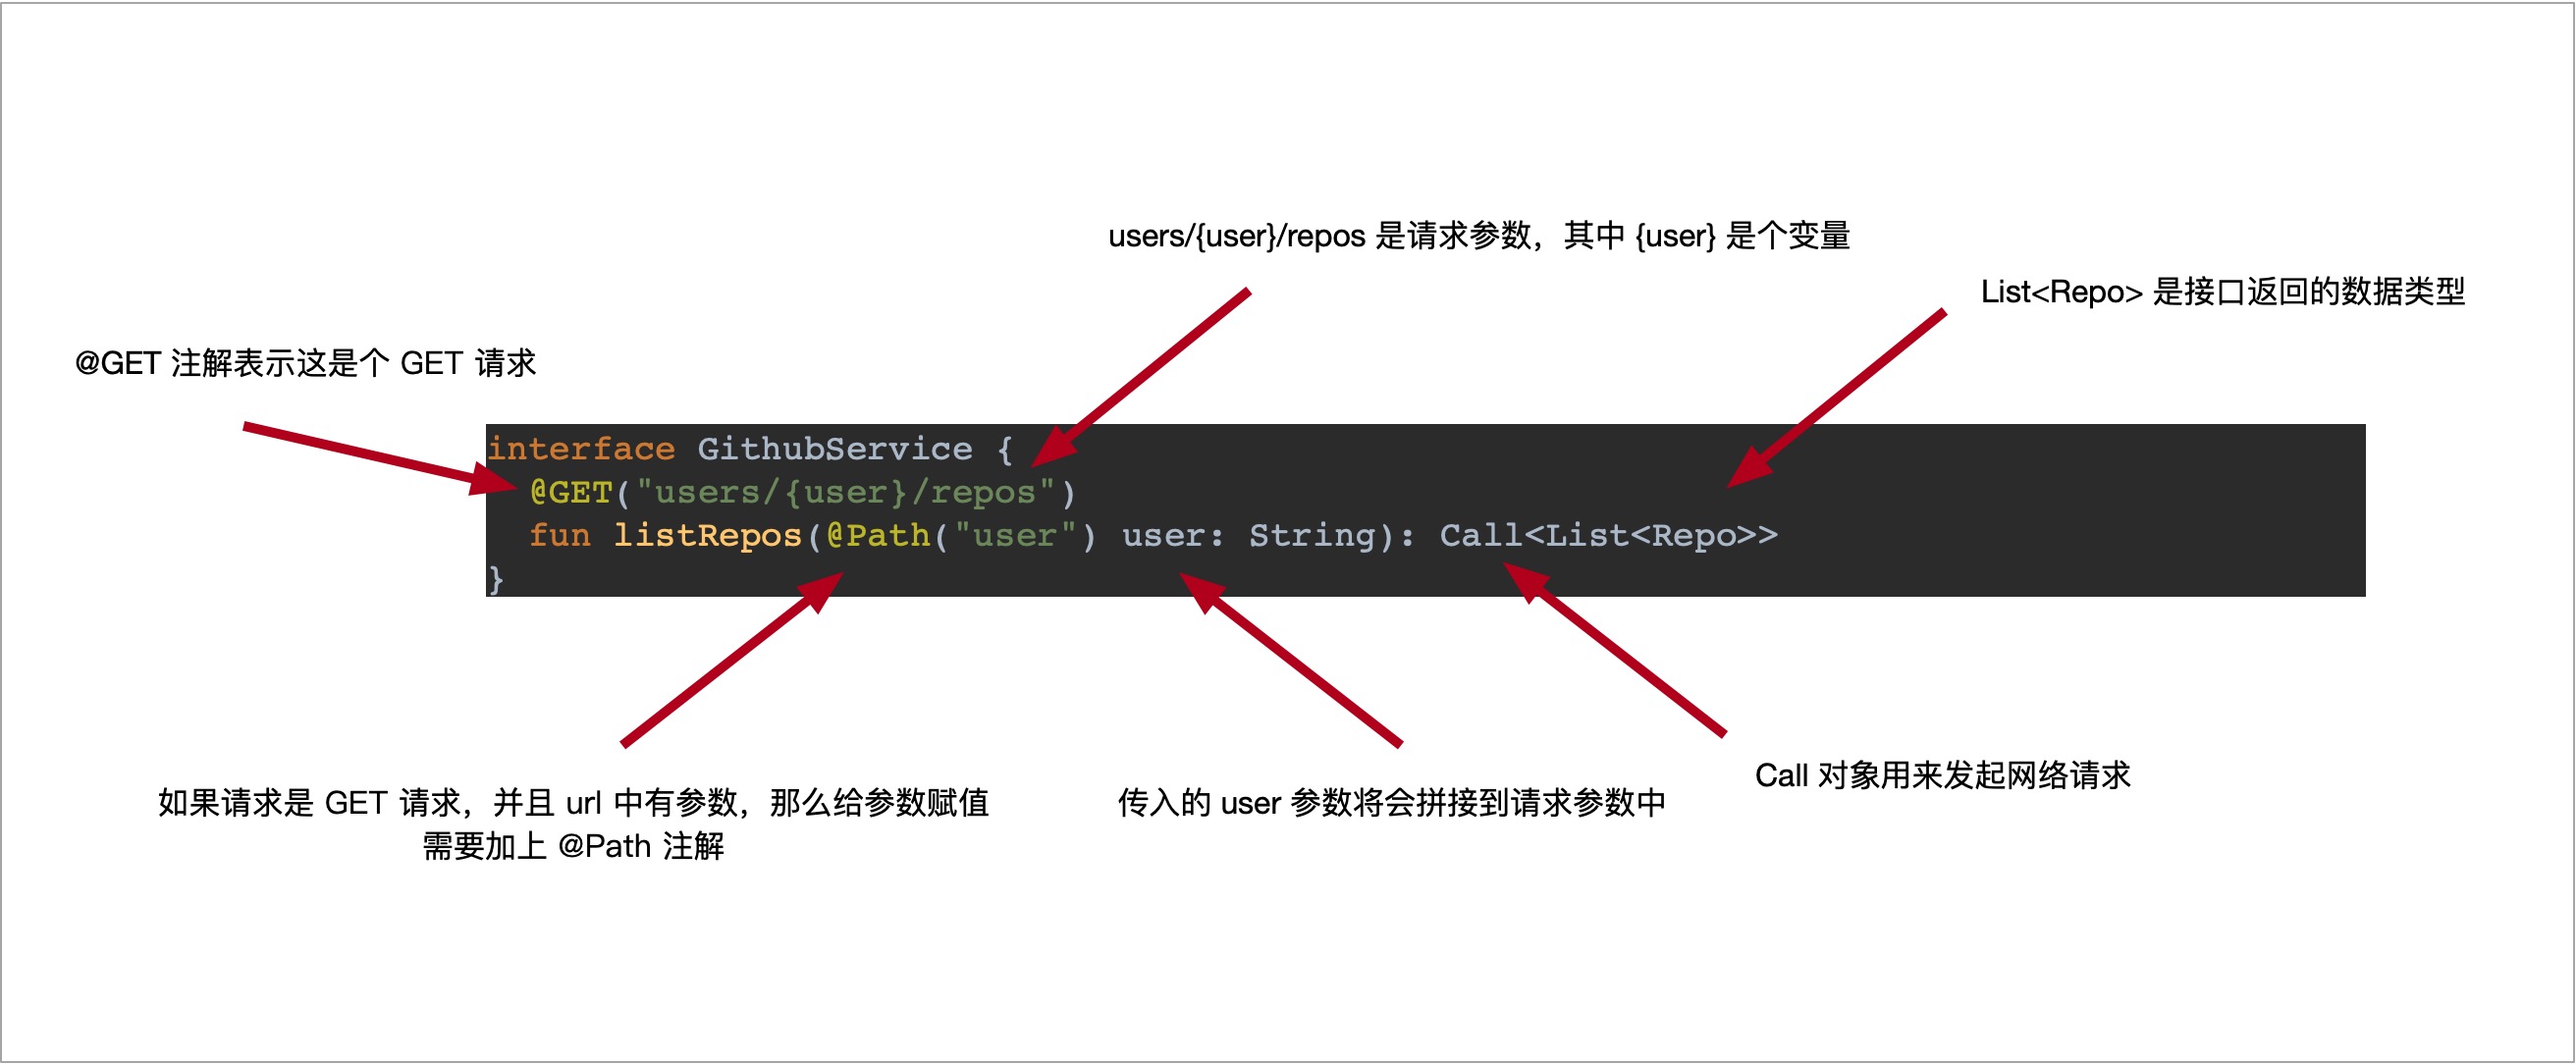 users/{user}/repos 是请求参数，其中 {user} 是个变量
List<Repo> 是接口返回的数据类型
@GET 注解表示这是个 GET 请求
interface GithubService {
@GET("users/{user}/repos")
fun listRepos(@Path("user") user: String): Call<List<Repo>>
}
Call 对象用来发起网络请求
如果请求是 GET 请求，并且 url 中有参数，那么给参数赋值
需要加上 @Path 注解
传入的 user 参数将会拼接到请求参数中